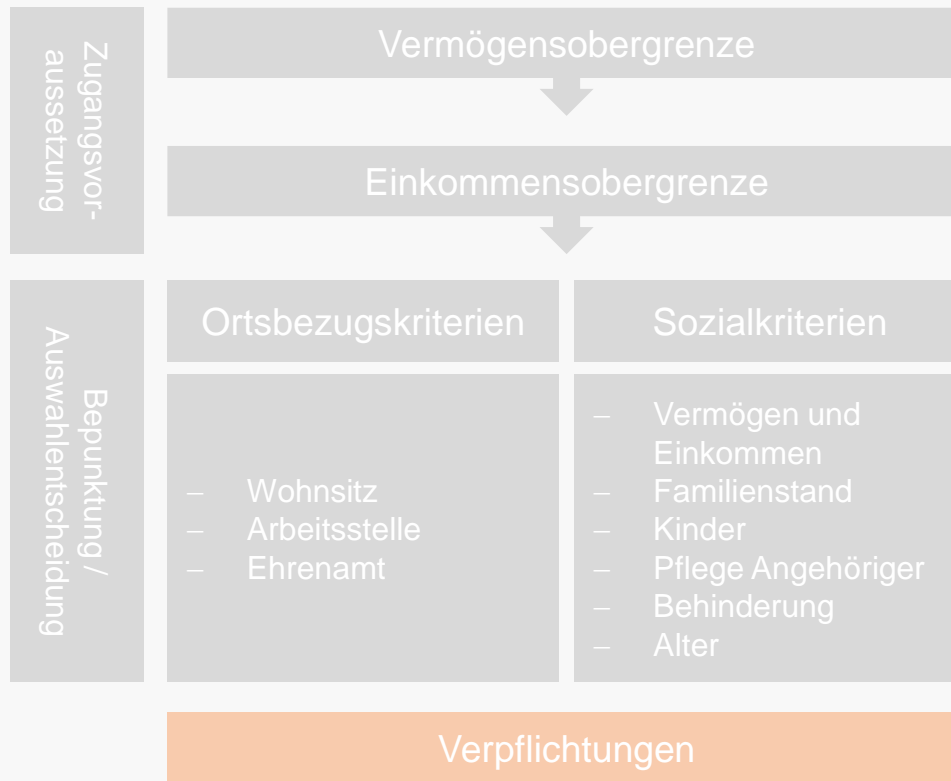 Zugangsvor-
aussetzung
Vermögensobergrenze
Einkommensobergrenze
Bepunktung /
Auswahlentscheidung
Ortsbezugskriterien
– Wohnsitz
– Arbeitsstelle
– Ehrenamt
Sozialkriterien
– Vermögen und
Einkommen
– Familienstand
– Kinder
– Pflege Angehöriger
– Behinderung
– Alter
Verpflichtungen